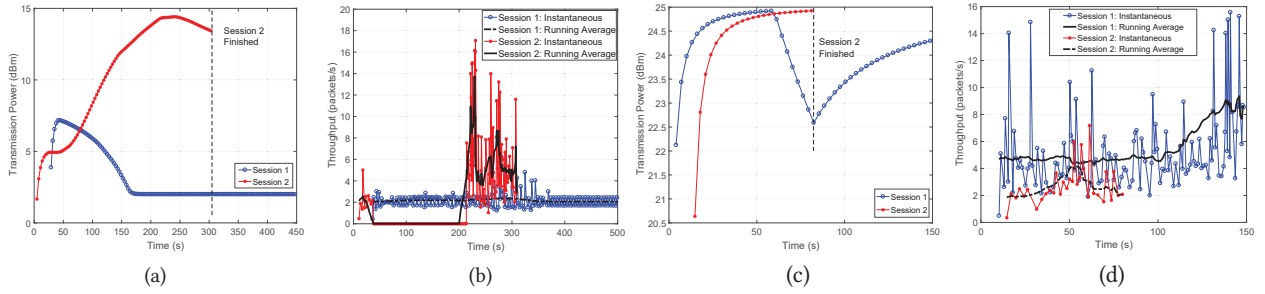 Transmission Power (dBm)
15
10
5
0
0 50 100 150 200 250 300 350 400 450
Time (s)
Session 2
Finished
Session 1
Session 2
(a)
Throughput (packets/s)
20
18
16
14
12
10
8
6
4
2
0
0 100 200 300 400 500
Time (s)
Session 1: Instantaneous
Session 1: Running Average
Session 2: Instantaneous
Session 2: Running Average
(b)
Transmission Power (dBm)
25
24.5
24
23.5
23
22.5
22
21.5
21
20.5
0 50 100 150
Time (s)
Session 2
Finished
Session 1
Session 2
(c)
Throughput (packets/s)
16
14
12
10
8
6
4
2
0
0 50 100 150
Time (s)
Session 1: Instantaneous
Session 1: Running Average
Session 2: Instantaneous
Session 2: Running Average
(d)